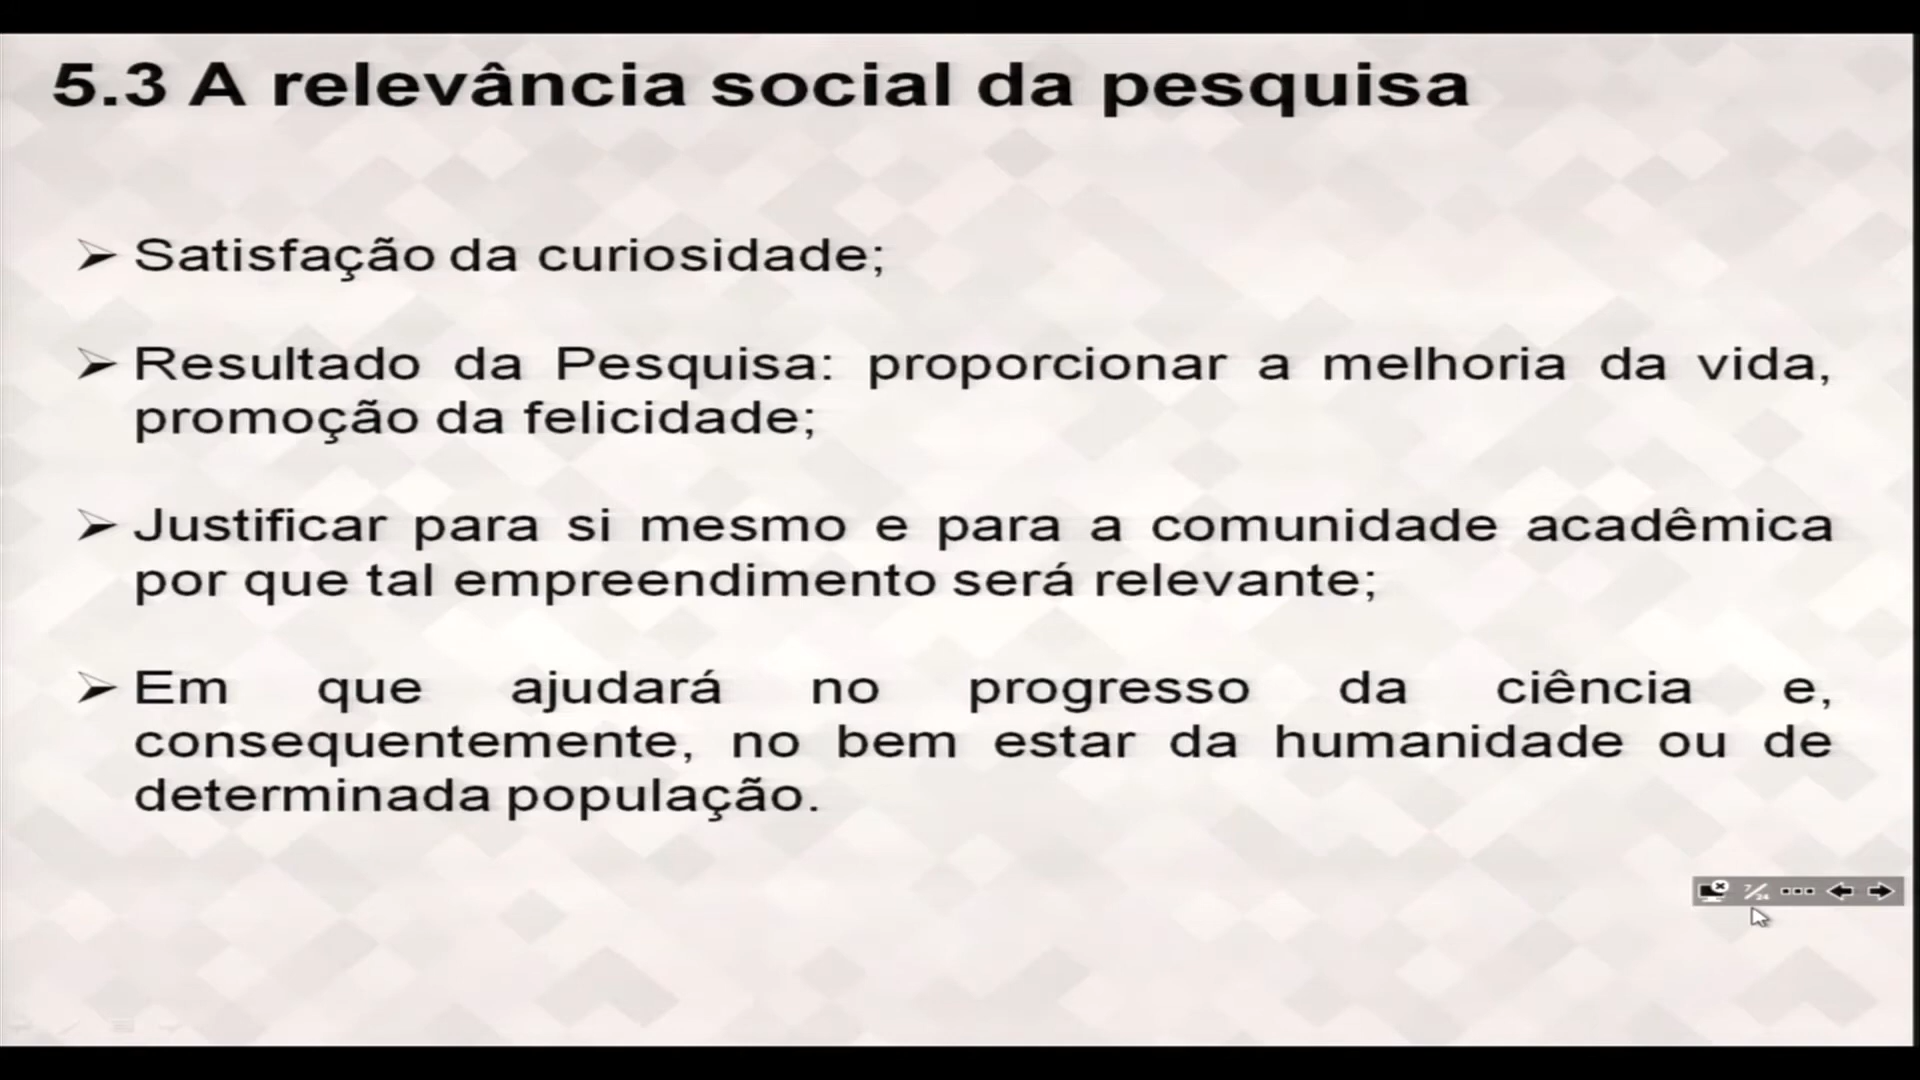 5.3 A relevância social da pesquisa
Satisfação da curiosidade;
Resultado da Pesquisa: proporcionar a melhoria da vida,
promoção da felicidade;
Justificar para si mesmo e para a comunidade acadêmica
por que tal empreendimento será relevante;
Em que ajudará no progresso da ciência e,
consequentemente, no bem estar da humanidade ou de
determinada população.
7/24